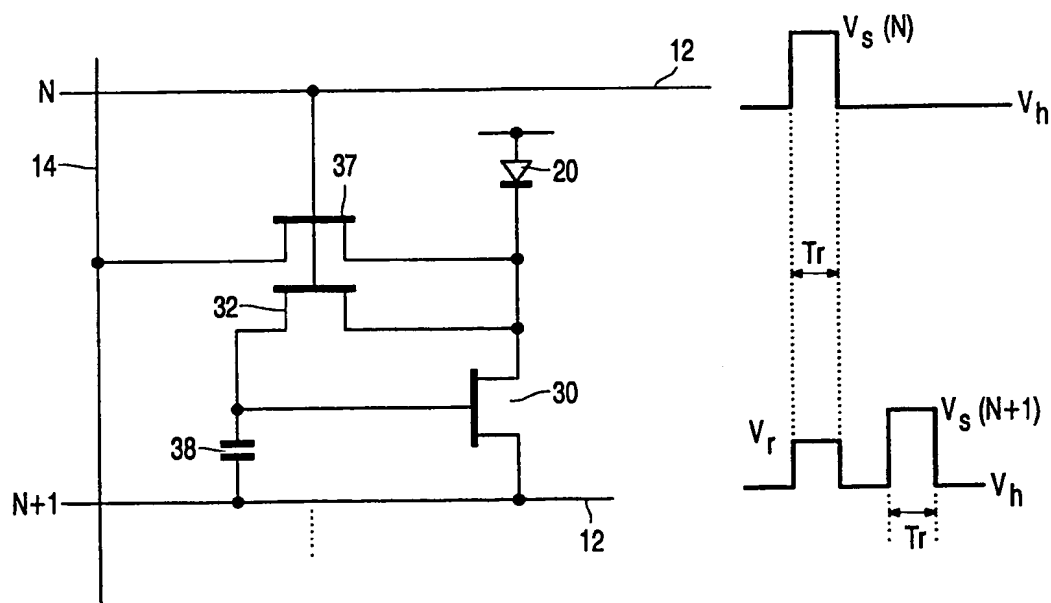 12
V_s (N)
N
V_h
14
37
20
Tr
32
30
V_s (N+1)
38
V_r
N+1
V_h
12
Tr